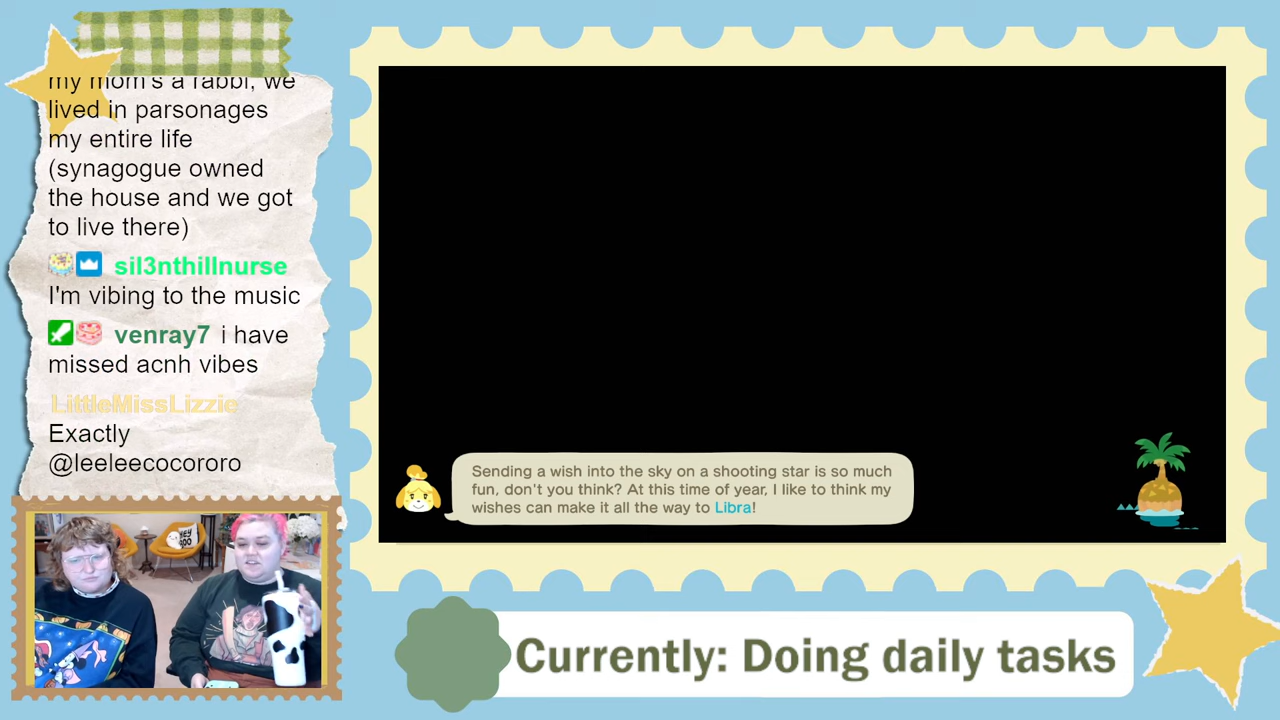 my mom's a rabbi, we
lived in parsonages
my entire life
(synagogue owned
the house and we got
to live there)
sil3nthillnurse
I'm vibing to the music
venray7 i have
missed acnh vibes
LittleMissLizzie
Exactly
@leeleecocororo
HEY
BOO
Sending a wish into the sky on a shooting star is so much
fun, don't you think? At this time of year, I like to think my
wishes can make it all the way to Libra!
Currently: Doing daily tasks